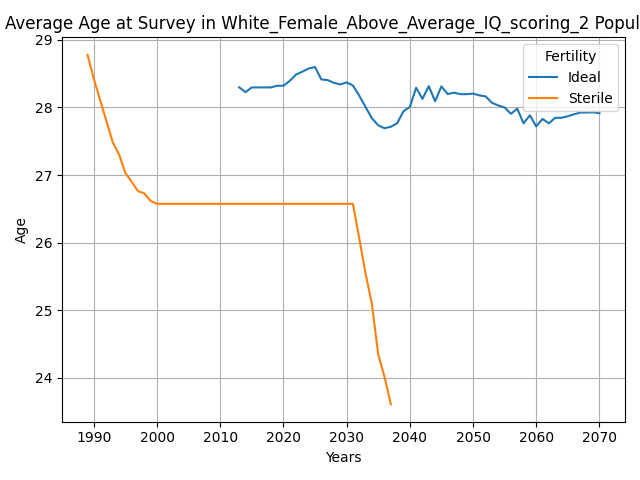 Average Age at Survey in White_Female_Above_Average_IQ_scoring_2 Popul
Fertility
Ideal
Sterile
29
28
27
26
25
24
Age
1990 2000 2010 2020 2030 2040 2050 2060 2070
Years